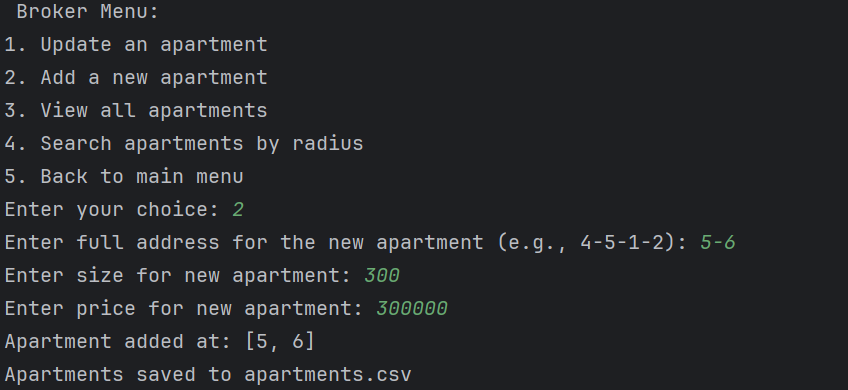 Broker Menu:
1. Update an apartment
2. Add a new apartment
3. View all apartments
4. Search apartments by radius
5. Back to main menu
Enter your choice: 2
Enter full address for the new apartment (e.g., 4-5-1-2): 5-6
Enter size for new apartment: 300
Enter price for new apartment: 300000
Apartment added at: [5, 6]
Apartments saved to apartments.csv